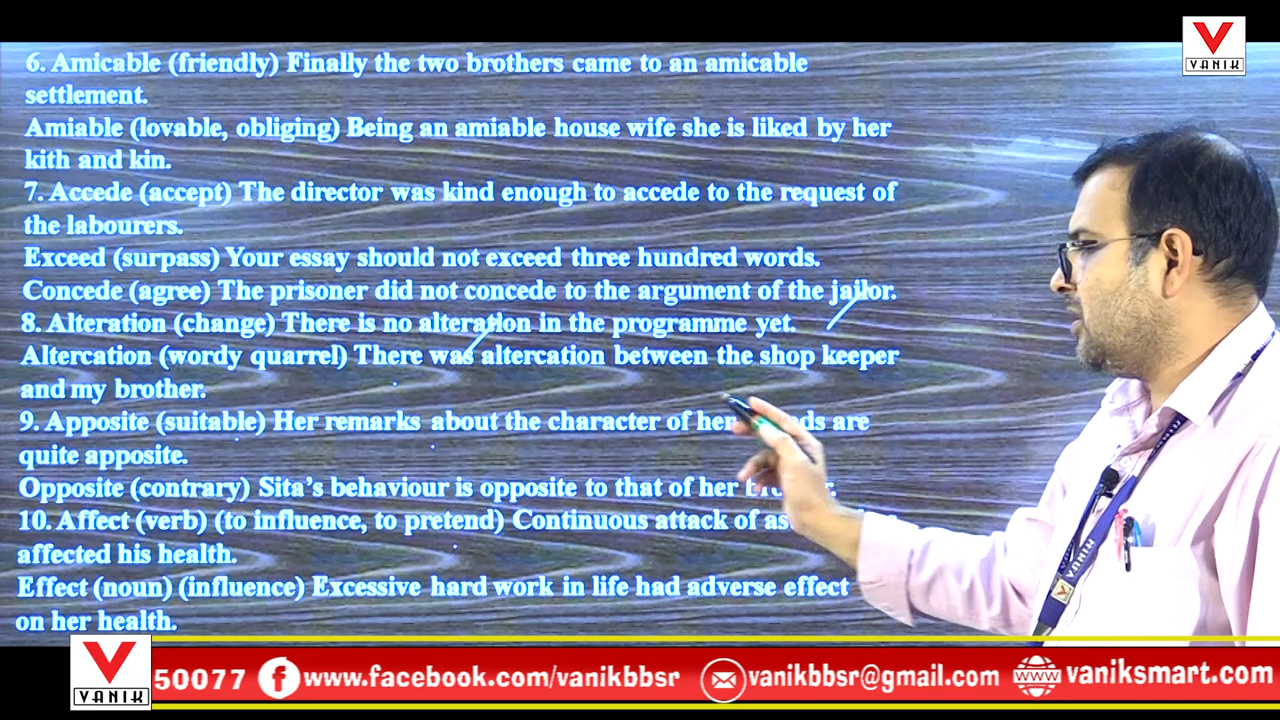 VANIK
6. Amicable (friendly) Finally the two brothers came to an amicable
settlement.
Amiable (lovable, obliging) Being an amiable house wife she is liked by her
kith and kin.
7. Accede (accept) The director was kind enough to accede to the request of
the labourers.
Exceed (surpass) Your essay should not exceed three hundred words.
Concede (agree) The prisoner did not concede to the argument of the jailor.
8. Alteration (change) There is no alteration in the programme yet.
Altercation (wordy quarrel) There was altercation between the shop keeper
and my brother.
9. Apposite (suitable) Her remarks about the character of her are
quite apposite.
Opposite (contrary) Sita's behaviour is opposite to that of her
10. Affect (verb) (to influence, to pretend) Continuous attack of
affected his health.
Effect (noun) (influence) Excessive hard work in life had adverse effect
on her health.
VANIK
VANIK 50077 www.facebook.com/vanikbbsr vanikbbsr@gmail.com www vaniksmart.com